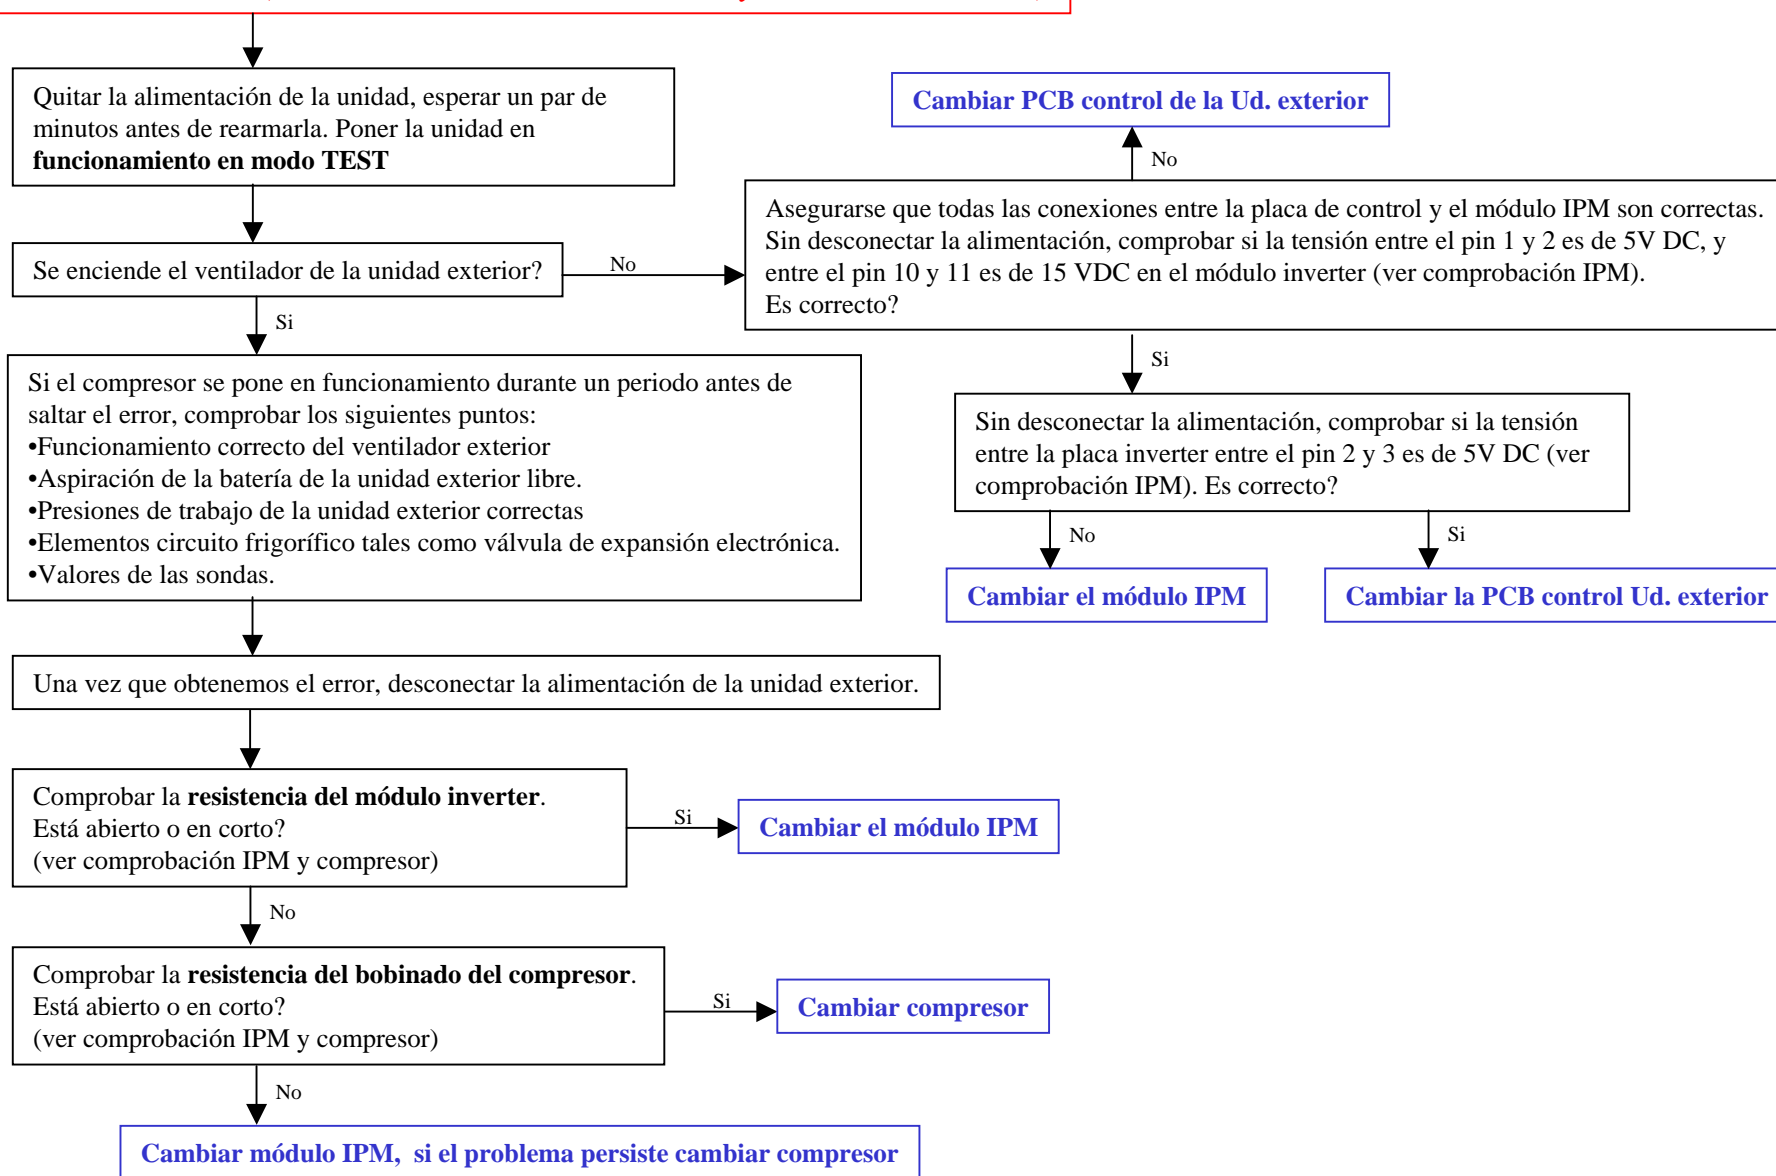 Quitar la alimentación de la unidad, esperar un par de
minutos antes de rearmarla. Poner la unidad en
funcionamiento en modo TEST
Cambiar PCB control de la Ud. exterior
No
Asegurarse que todas las conexiones entre la placa de control y el módulo IPM son correctas.
Sin desconectar la alimentación, comprobar si la tensión entre el pin 1 y 2 es de 5V DC, y
entre el pin 10 y 11 es de 15 VDC en el módulo inverter (ver comprobación IPM).
Es correcto?
Se enciende el ventilador de la unidad exterior?
No
Si
Si
Si el compresor se pone en funcionamiento durante un periodo antes de
saltar el error, comprobar los siguientes puntos:
•Funcionamiento correcto del ventilador exterior
•Aspiración de la batería de la unidad exterior libre.
•Presiones de trabajo de la unidad exterior correctas
•Elementos circuito frigorífico tales como válvula de expansión electrónica.
•Valores de las sondas.
Sin desconectar la alimentación, comprobar si la tensión
entre la placa inverter entre el pin 2 y 3 es de 5V DC (ver
comprobación IPM). Es correcto?
No
Si
Cambiar el módulo IPM
Cambiar la PCB control Ud. exterior
Una vez que obtenemos el error, desconectar la alimentación de la unidad exterior.
Comprobar la resistencia del módulo inverter.
Está abierto o en corto?
(ver comprobación IPM y compresor)
Si
Cambiar el módulo IPM
No
Comprobar la resistencia del bobinado del compresor.
Está abierto o en corto?
(ver comprobación IPM y compresor)
Si
Cambiar compresor
No
Cambiar módulo IPM, si el problema persiste cambiar compresor